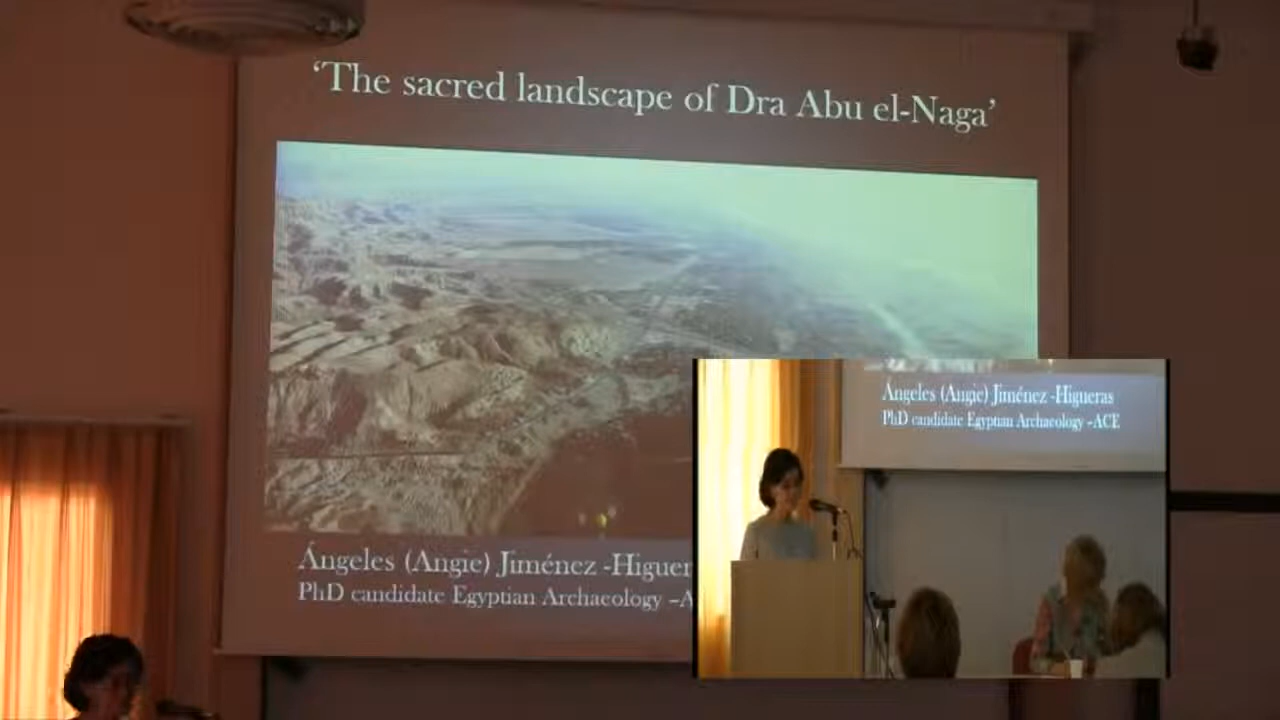 ‘The sacred landscape of Dra Abu el-Naga’
Ángeles (Angie) Jiménez -Higuer
PhD candidate Egyptian Archaeology –A
Ángeles (Angie) Jiménez -Higueras
PhD candidate Egyptian Archaeology –ACE